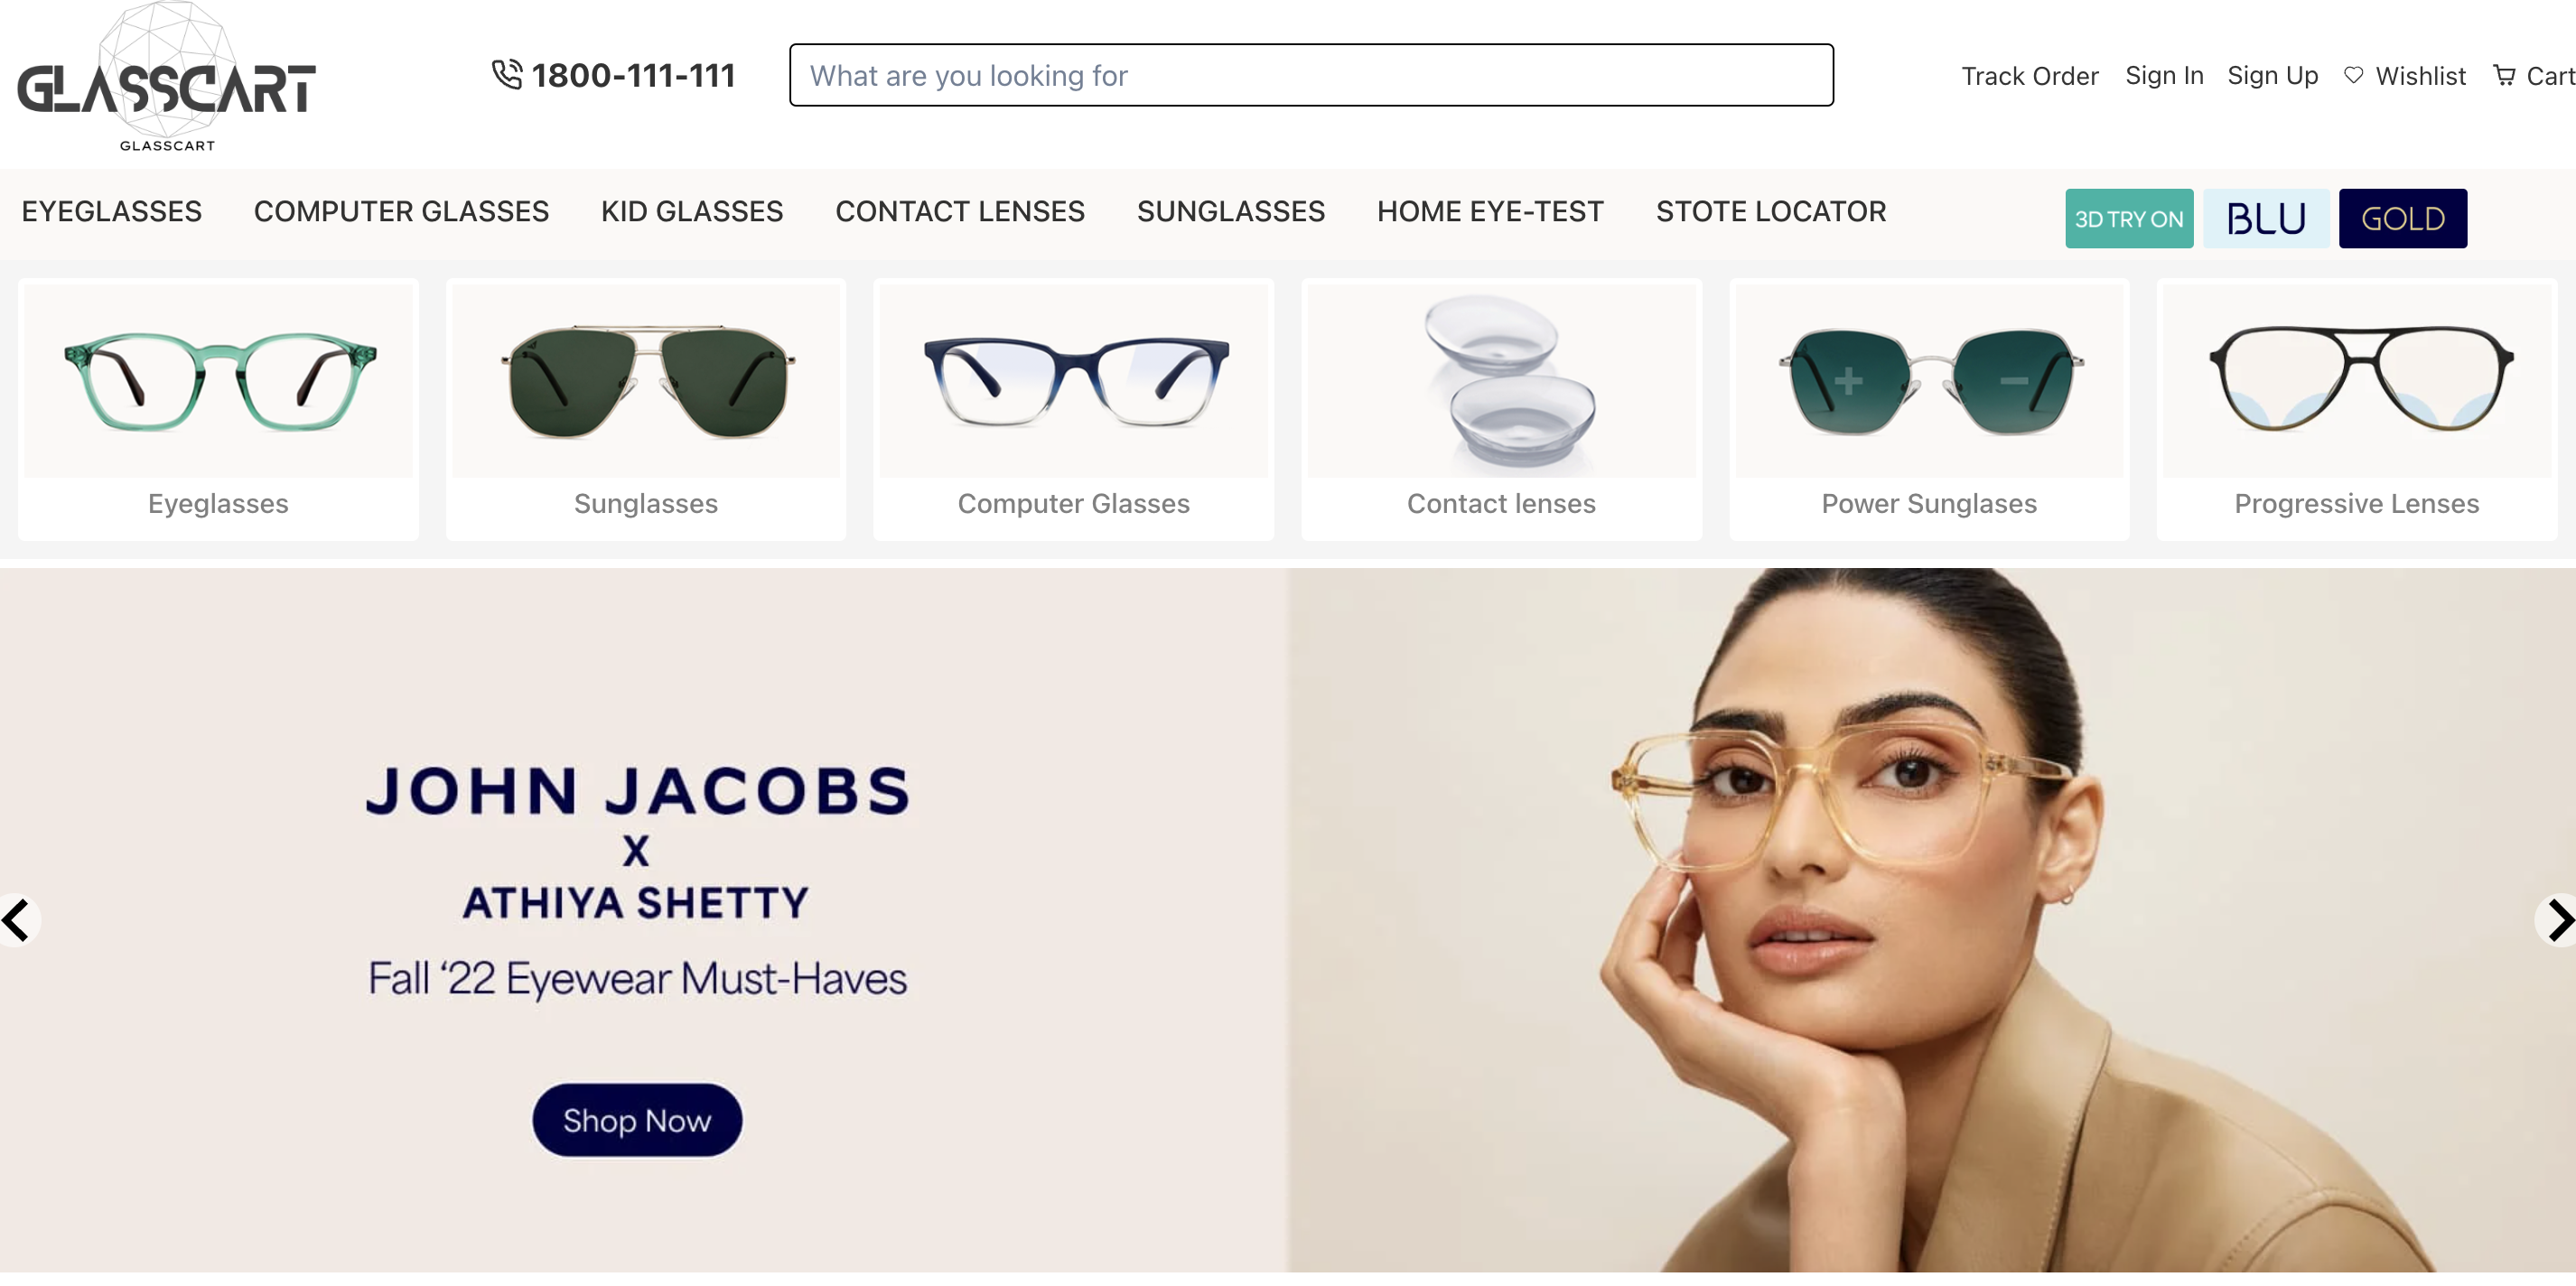 GLASSCART
GLASSCART
1800-111-111
What are you looking for
Track Order Sign In Sign Up Wishlist Cart
EYEGLASSES COMPUTER GLASSES KID GLASSES CONTACT LENSES SUNGLASSES HOME EYE-TEST STOTE LOCATOR
3D TRY ON BLU GOLD
Eyeglasses Sunglasses Computer Glasses Contact lenses Power Sunglases Progressive Lenses
JOHN JACOBS
X
ATHIYA SHETTY
Fall ‘22 Eyewear Must-Haves
Shop Now